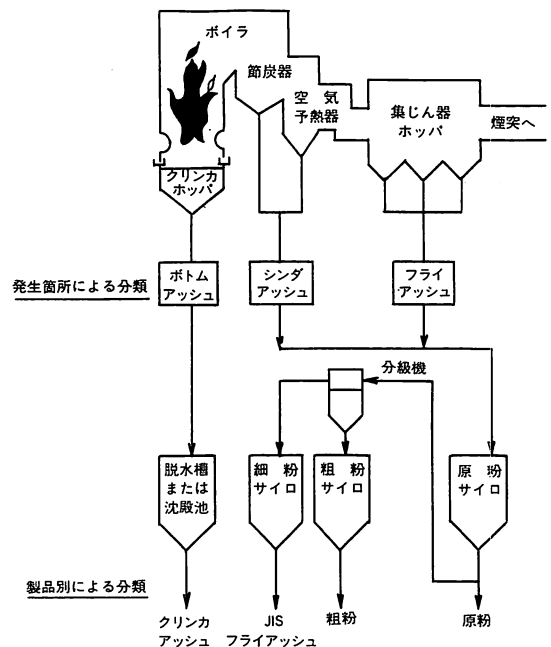 ボイラ
節炭器
空気
予熱器
集じん器
ホッパ
煙突へ
クリンカ
ホッパ
発生箇所による分類
ボトム
アッシュ
シンダ
アッシュ
フライ
アッシュ
分級機
脱水槽
または
沈殿池
細粉
サイロ
粗粉
サイロ
原粉
サイロ
製品別による分類
クリンカ
アッシュ
JIS
フライアッシュ
粗粉
原粉